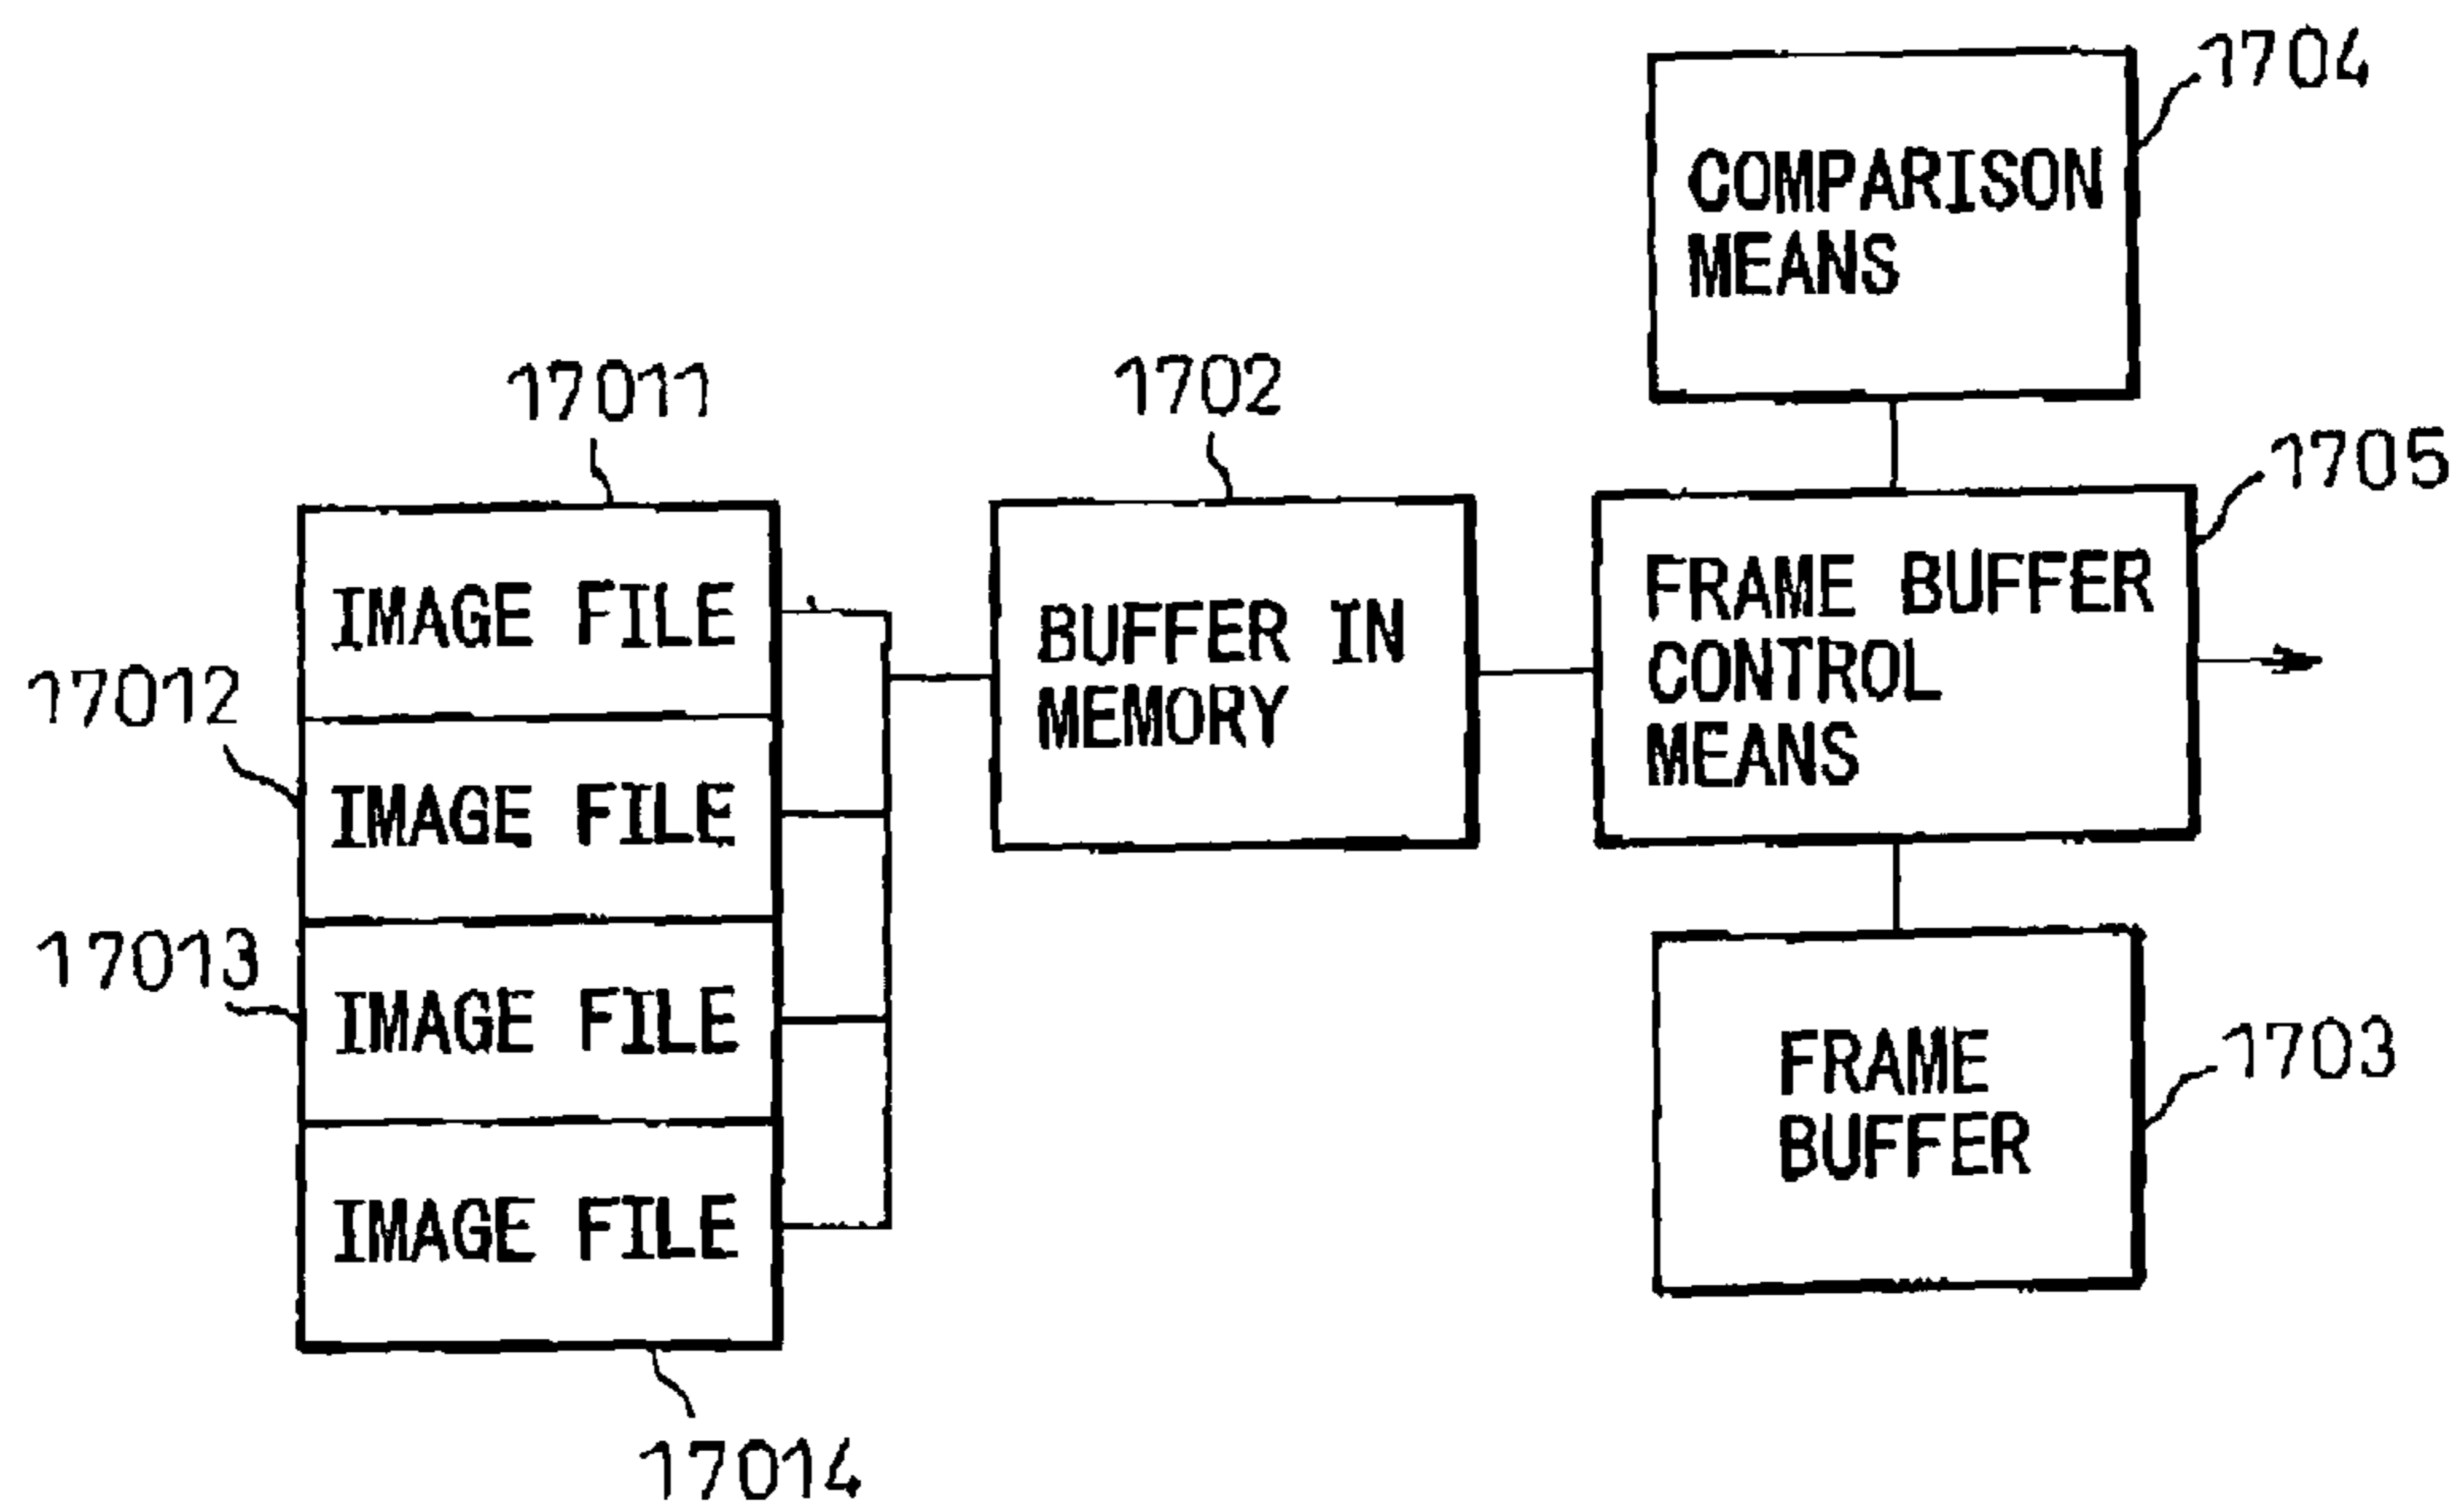 1704
COMPARISON
MEANS
17011
1702
1705
IMAGE FILE
BUFFER IN
MEMORY
FRAME BUFFER
CONTROL
MEANS
17012
IMAGE FILE
17013
IMAGE FILE
FRAME
BUFFER
1703
IMAGE FILE
17014